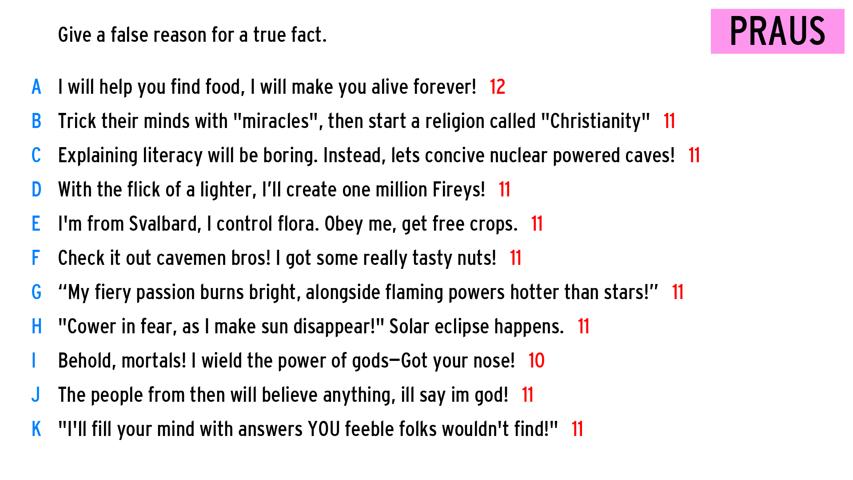 Give a false reason for a true fact.
PRAUS
A I will help you find food, I will make you alive forever! 12
B Trick their minds with "miracles", then start a religion called "Christianity" 11
C Explaining literacy will be boring. Instead, lets concive nuclear powered caves! 11
D With the flick of a lighter, I’ll create one million Fireys! 11
E I'm from Svalbard, I control flora. Obey me, get free crops. 11
F Check it out cavemen bros! I got some really tasty nuts! 11
G “My fiery passion burns bright, alongside flaming powers hotter than stars!” 11
H "Cower in fear, as I make sun disappear!" Solar eclipse happens. 11
I Behold, mortals! I wield the power of gods—Got your nose! 10
J The people from then will believe anything, ill say im god! 11
K "I'll fill your mind with answers YOU feeble folks wouldn't find!" 11